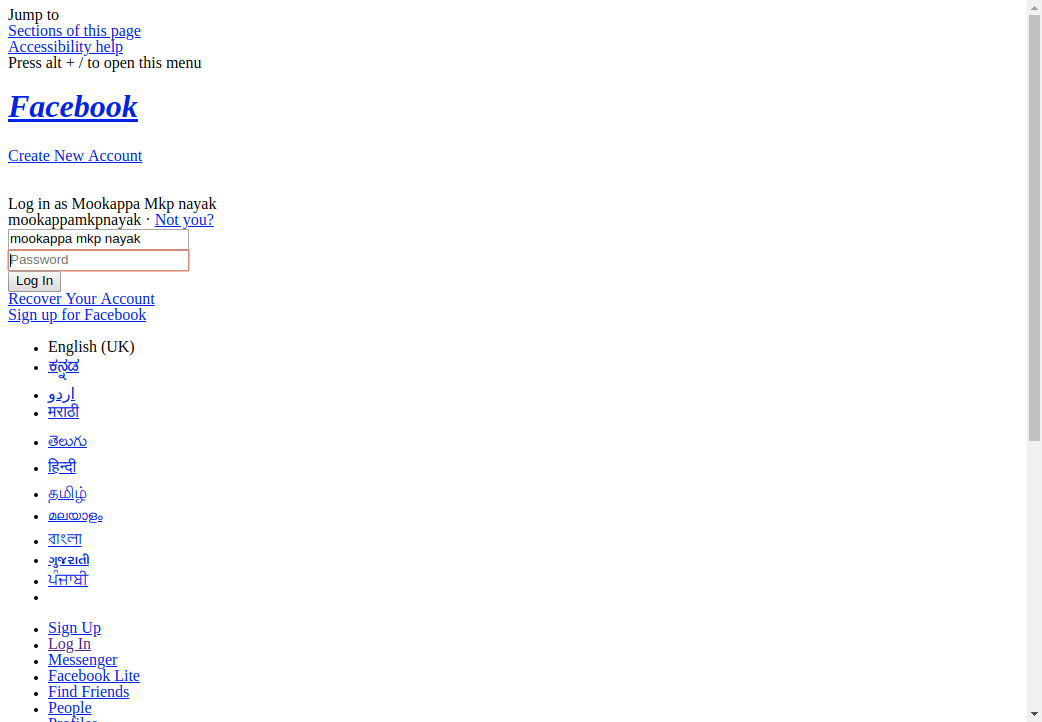 Jump to
Sections of this page
Accessibility help
Press alt + / to open this menu
Facebook
Create New Account
Log in as Mookappa Mkp nayak
mookappamkpnayak · Not you?
mookappa mkp nayak
Password
Log In
Recover Your Account
Sign up for Facebook
English (UK)
ಕನ್ನಡ
اردو
मराठी
తెలుగు
हिन्दी
தமிழ்
മലയാളം
বাংলা
ગુજરાતી
ਪੰਜਾਬੀ
Sign Up
Log In
Messenger
Facebook Lite
Find Friends
People
Profiles